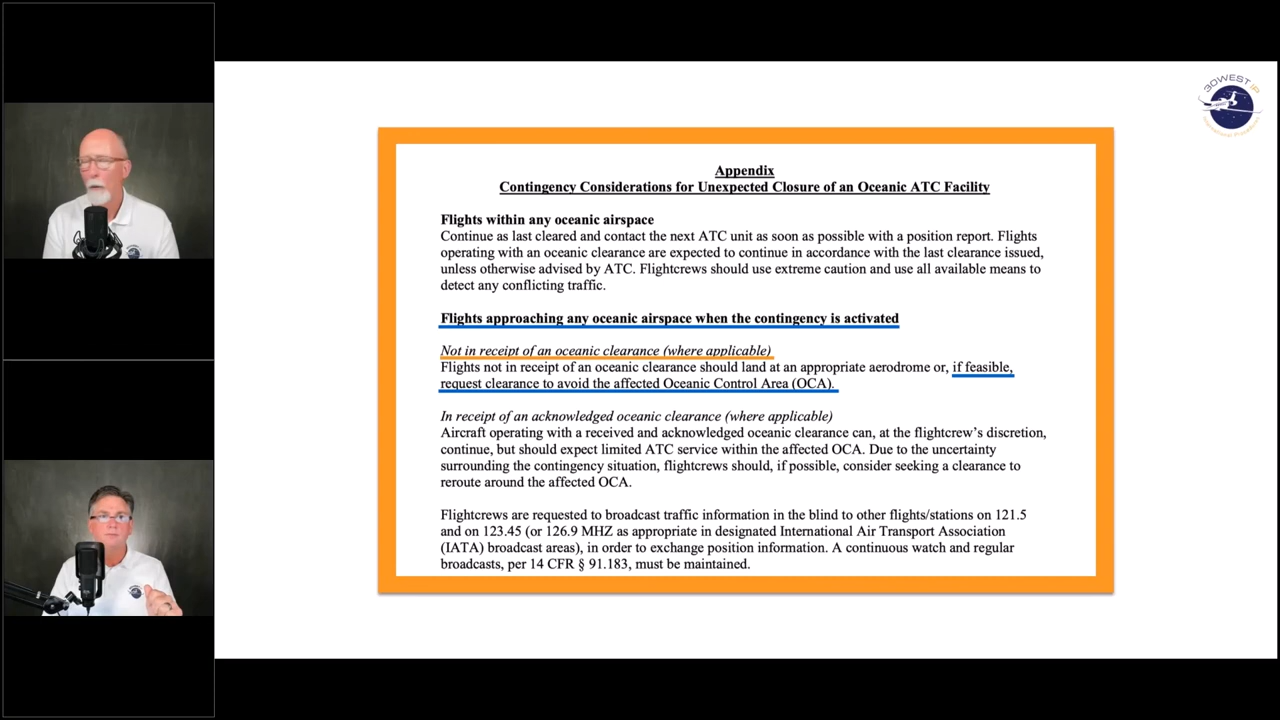 3DWEST IP
Appendix
Contingency Considerations for Unexpected Closure of an Oceanic ATC Facility
Flights within any oceanic airspace
Continue as last cleared and contact the next ATC unit as soon as possible with a position report. Flights
operating with an oceanic clearance are expected to continue in accordance with the last clearance issued,
unless otherwise advised by ATC. Flightcrews should use extreme caution and use all available means to
detect any conflicting traffic.
Flights approaching any oceanic airspace when the contingency is activated
Not in receipt of an oceanic clearance (where applicable)
Flights not in receipt of an oceanic clearance should land at an appropriate aerodrome or, if feasible,
request clearance to avoid the affected Oceanic Control Area (OCA).
In receipt of an acknowledged oceanic clearance (where applicable)
Aircraft operating with a received and acknowledged oceanic clearance can, at the flightcrew’s discretion,
continue, but should expect limited ATC service within the affected OCA. Due to the uncertainty
surrounding the contingency situation, flightcrews should, if possible, consider seeking a clearance to
reroute around the affected OCA.
Flightcrews are requested to broadcast traffic information in the blind to other flights/stations on 121.5
and on 123.45 (or 126.9 MHZ as appropriate in designated International Air Transport Association
(IATA) broadcast areas), in order to exchange position information. A continuous watch and regular
broadcasts, per 14 CFR § 91.183, must be maintained.